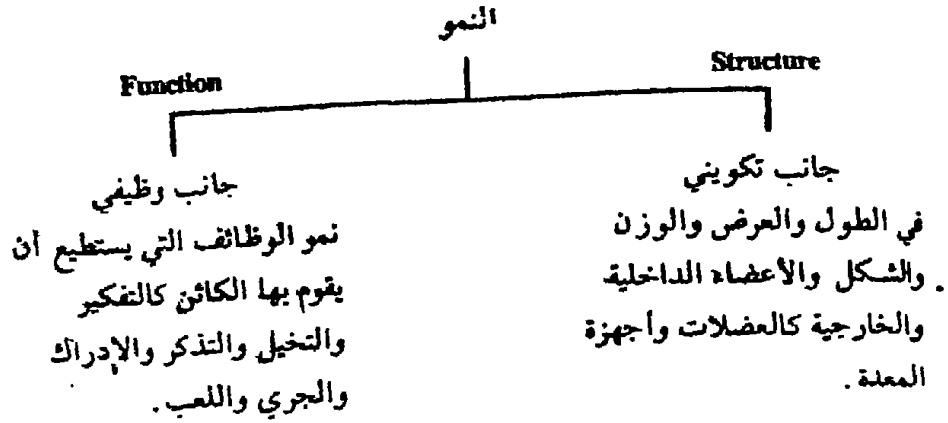 النمو
Structure
جانب تكويني
في الطول والعرض والوزن
والشكل والأعضاء الداخلية
والخارجية كالعضلات وأجهزة
المعدة .
Function
جانب وظيفي
نمو الوظائف التي يستطيع أن
يقوم بها الكائن كالتفكير
والتخيل والتذكر والإدراك
والجري واللعب .